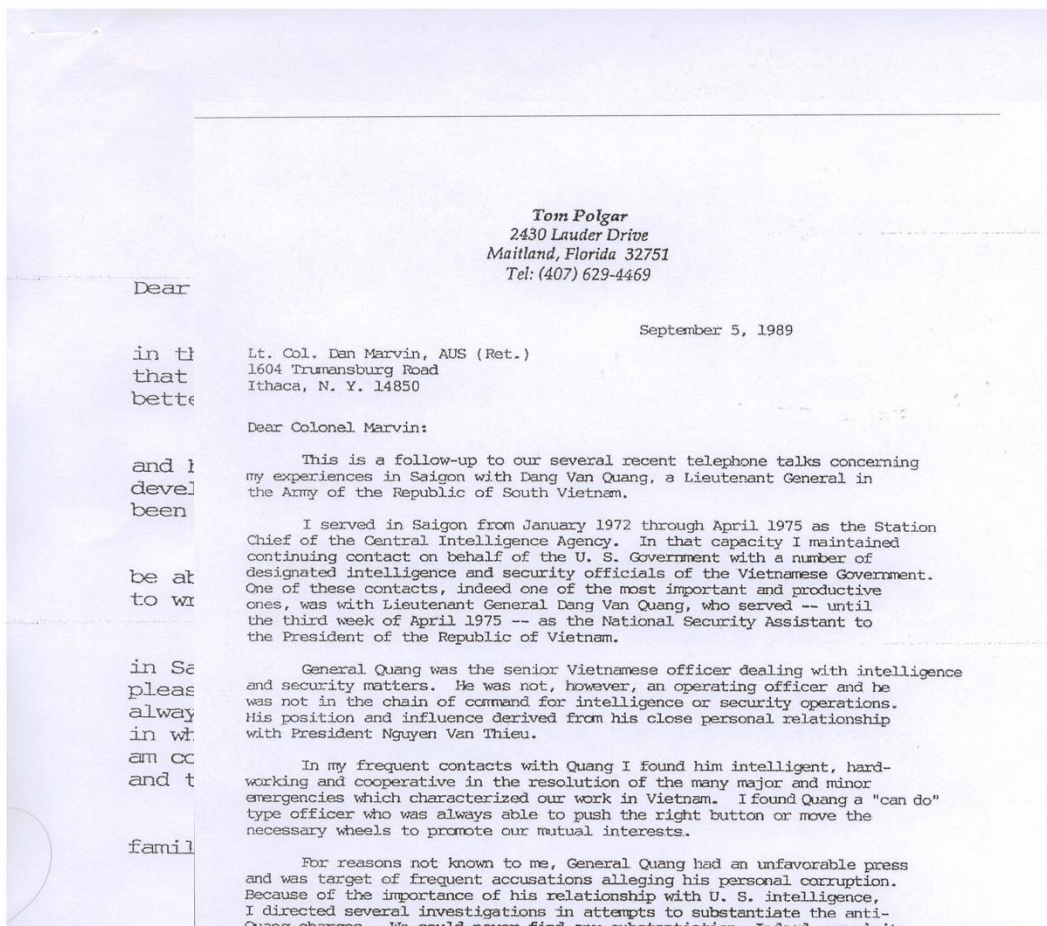 Tom Polgar
2430 Lauder Drive
Maitland, Florida 32751
Tel: (407) 629-4469
September 5, 1989
Lt. Col. Dan Marvin, AUS (Ret.)
1604 Trumansburg Road
Ithaca, N. Y. 14850
Dear Colonel Marvin:
This is a follow-up to our several recent telephone talks concerning
my experiences in Saigon with Dang Van Quang, a Lieutenant General in
the Army of the Republic of South Vietnam.
I served in Saigon from January 1972 through April 1975 as the Station
Chief of the Central Intelligence Agency. In that capacity I maintained
continuing contact on behalf of the U. S. Government with a number of
designated intelligence and security officials of the Vietnamese Government.
One of these contacts, indeed one of the most important and productive
ones, was with Lieutenant General Dang Van Quang, who served -- until
the third week of April 1975 -- as the National Security Assistant to
the President of the Republic of Vietnam.
General Quang was the senior Vietnamese officer dealing with intelligence
and security matters. He was not, however, an operating officer and he
was not in the chain of command for intelligence or security operations.
His position and influence derived from his close personal relationship
with President Nguyen Van Thieu.
In my frequent contacts with Quang I found him intelligent, hard-
working and cooperative in the resolution of the many major and minor
emergencies which characterized our work in Vietnam. I found Quang a "can do"
type officer who was always able to push the right button or move the
necessary wheels to promote our mutual interests.
For reasons not known to me, General Quang had an unfavorable press
and was target of frequent accusations alleging his personal corruption.
Because of the importance of his relationship with U. S. intelligence,
I directed several investigations in attempts to substantiate the anti-
Dear
in th
that
bette
and h
devel
been
be ab
to wr
in Sa
pleas
alway
in wh
am co
and t
famil